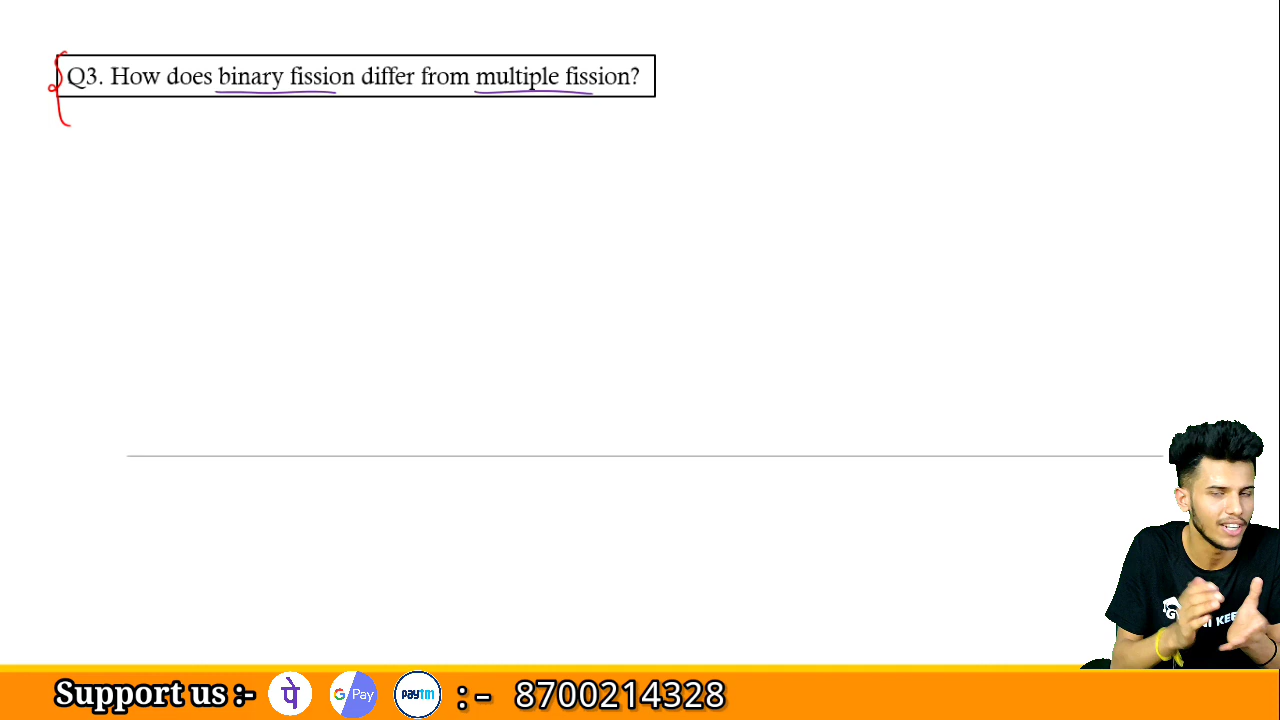 Q3. How does binary fission differ from multiple fission?
Support us :- पे G Pay paytm : - 8700214328